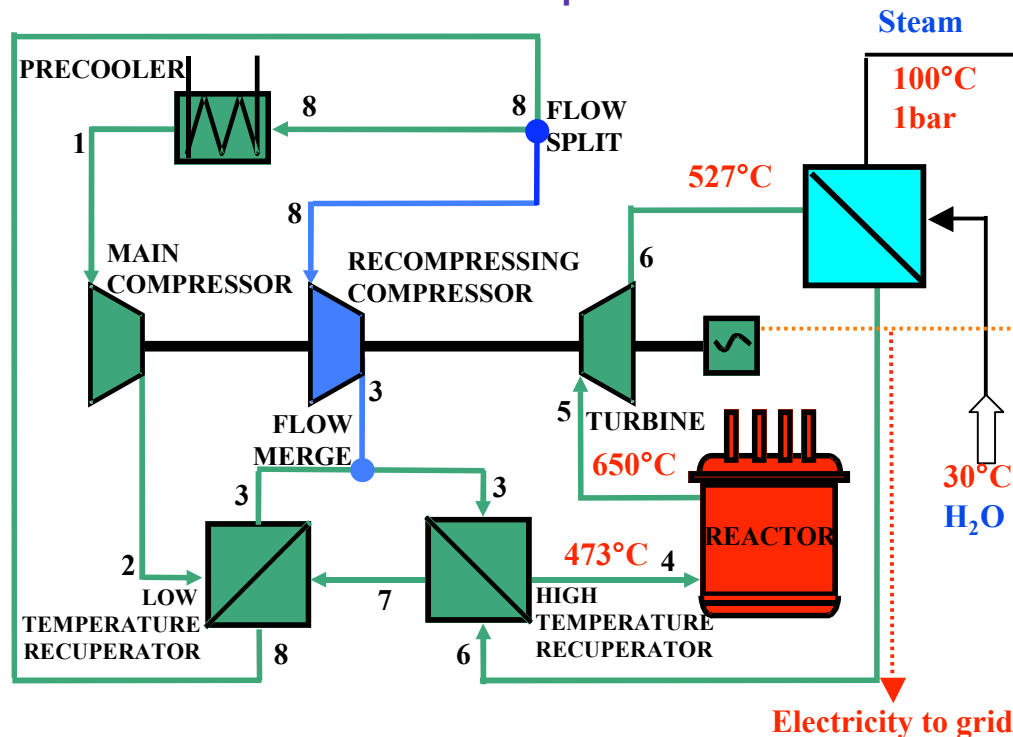 Steam
PRECOOLER
100°C
1bar
8
8
FLOW
SPLIT
1
527°C
8
6
MAIN
COMPRESSOR
RECOMPRESSING
COMPRESSOR
3
5
TURBINE
FLOW
MERGE
650°C
30°C
H₂O
3
3
REACTOR
473°C
4
2
7
LOW
TEMPERATURE
RECUPERATOR
HIGH
TEMPERATURE
RECUPERATOR
8
6
Electricity to grid